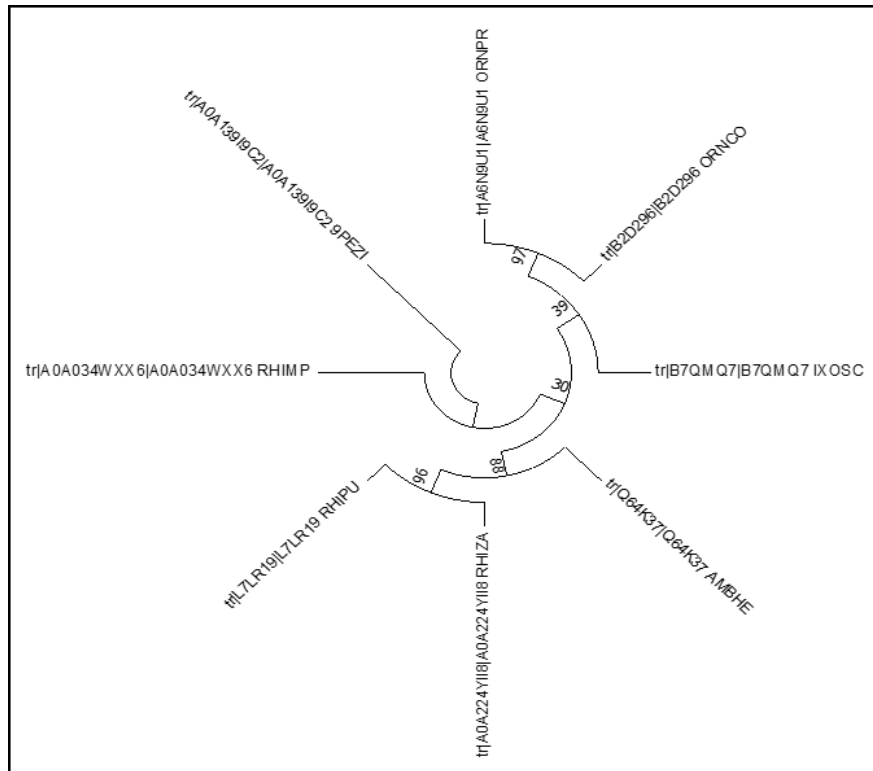 tr|A6N9U1|A6N9U1 ORNPR
tr|B2D296|B2D296 ORNCO
tr|B7QMQ7|B7QMQ7 IXOSC
tr|Q64K37|Q64K37 AMBHE
tr|A0A224YII8|A0A224YII8 RHIZA
tr|L7LR19|L7LR19 RHIPU
tr|A0A034WXX6|A0A034WXX6 RHIMP
tr|A0A139I9C2|A0A139I9C2 9PEZI
97
39
30
88
96